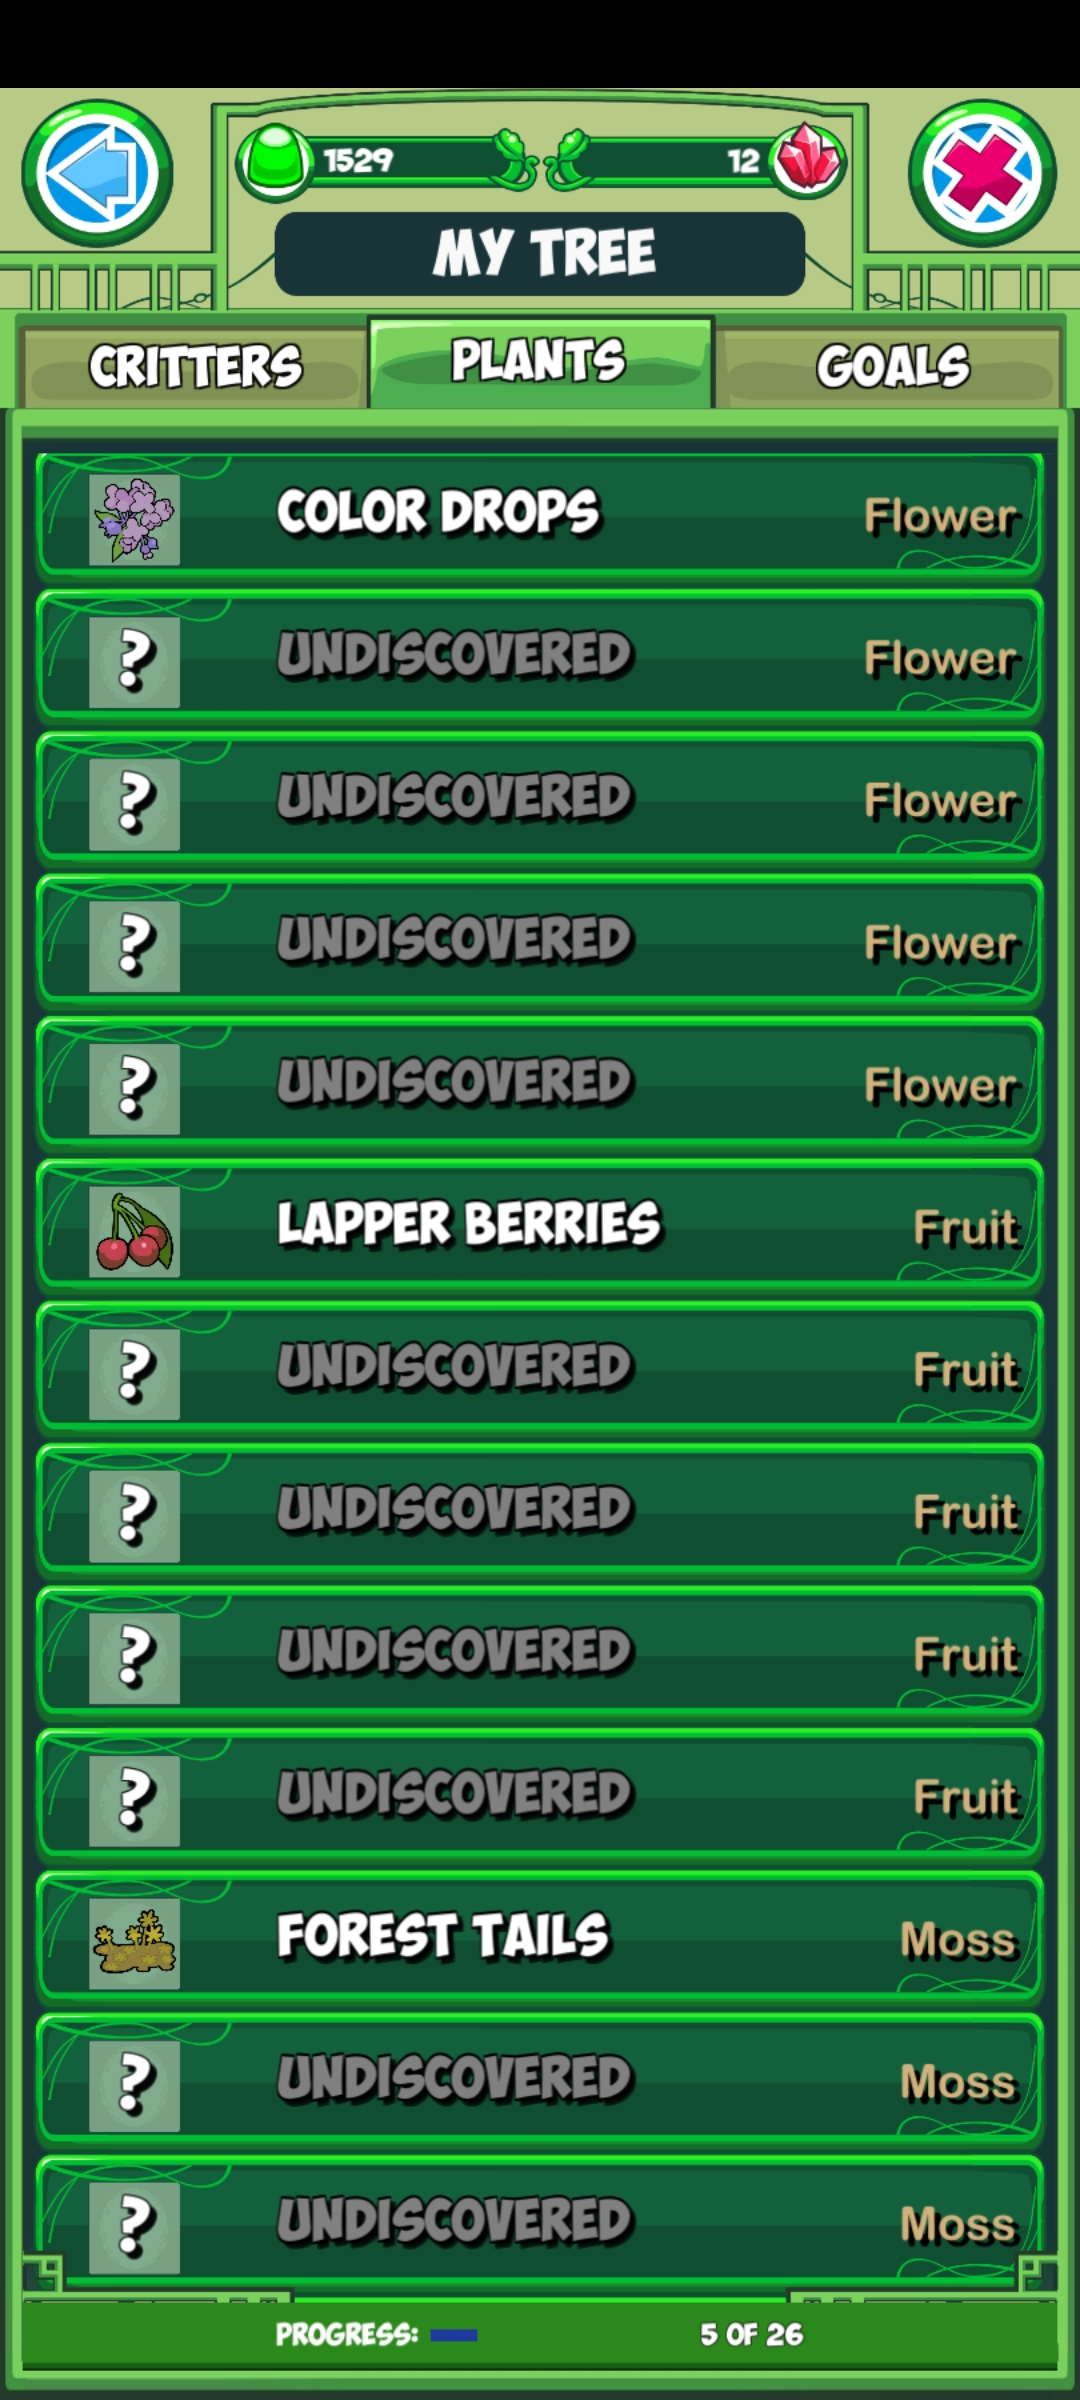 1529
12
MY TREE
CRITTERS
PLANTS
GOALS
COLOR DROPS Flower
? UNDISCOVERED Flower
? UNDISCOVERED Flower
? UNDISCOVERED Flower
? UNDISCOVERED Flower
LAPPER BERRIES Fruit
? UNDISCOVERED Fruit
? UNDISCOVERED Fruit
? UNDISCOVERED Fruit
? UNDISCOVERED Fruit
FOREST TAILS Moss
? UNDISCOVERED Moss
? UNDISCOVERED Moss
PROGRESS: 5 OF 26